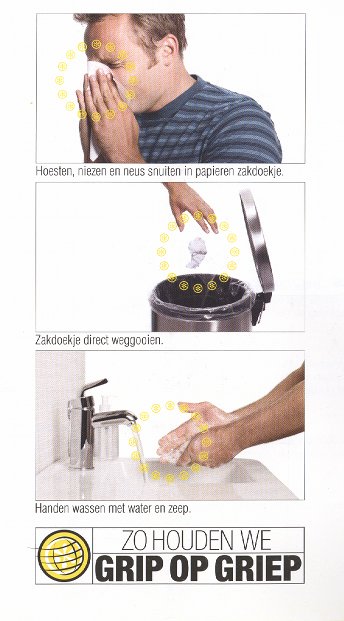 Hoesten, niezen en neus snuiten in papieren zakdoekje.
Zakdoekje direct weggooien.
Handen wassen met water en zeep.
ZO HOUDEN WE
GRIP OP GRIEP